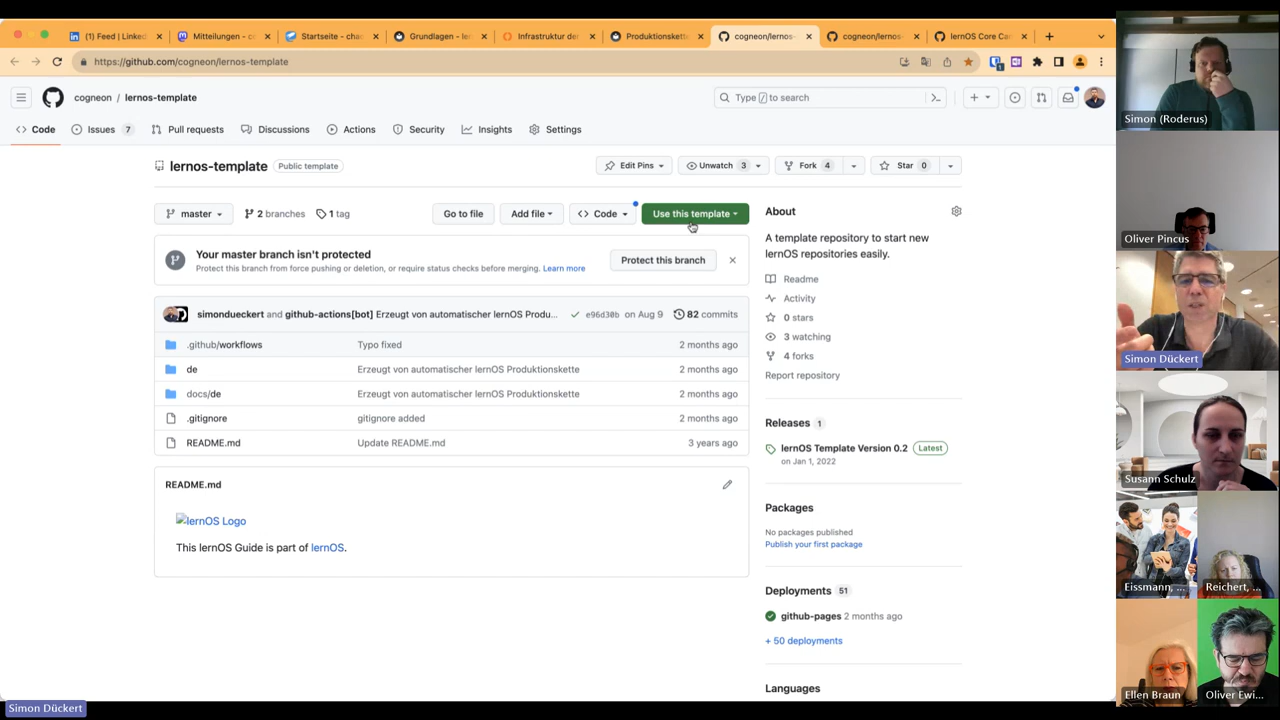 (1) Feed | Linke
Mitteilungen - c
Startseite - cha
Grundlagen - ler
Infrastruktur der
Produktionskette
cogneon/lernos-
cogneon/lernos-
lernOS Core Ca
https://github.com/cogneon/lernos-template
cogneon / lernos-template
Type / to search
Code
Issues 7
Pull requests
Discussions
Actions
Security
Insights
Settings
lernos-template Public template
Edit Pins
Unwatch 3
Fork 4
Star 0
master
2 branches
1 tag
Go to file
Add file
Code
Use this template
Your master branch isn't protected
Protect this branch from force pushing or deletion, or require status checks before merging. Learn more
Protect this branch
simondueckert and github-actions[bot] Erzeugt von automatischer lernOS Produ... e96d30b on Aug 9 82 commits
.github/workflows Typo fixed 2 months ago
de Erzeugt von automatischer lernOS Produktionskette 2 months ago
docs/de Erzeugt von automatischer lernOS Produktionskette 2 months ago
.gitignore gitignore added 2 months ago
README.md Update README.md 3 years ago
README.md
lernOS Logo
This lernOS Guide is part of lernOS.
About
A template repository to start new
lernOS repositories easily.
Readme
Activity
0 stars
3 watching
4 forks
Report repository
Releases 1
lernOS Template Version 0.2 Latest
on Jan 1, 2022
Packages
No packages published
Publish your first package
Deployments 51
github-pages 2 months ago
+ 50 deployments
Languages
Simon (Roderus)
Oliver Pincus
Simon Dückert
Susann Schulz
Eissmann, ...
Reichert, ...
Ellen Braun
Oliver Ewi...
Simon Dückert